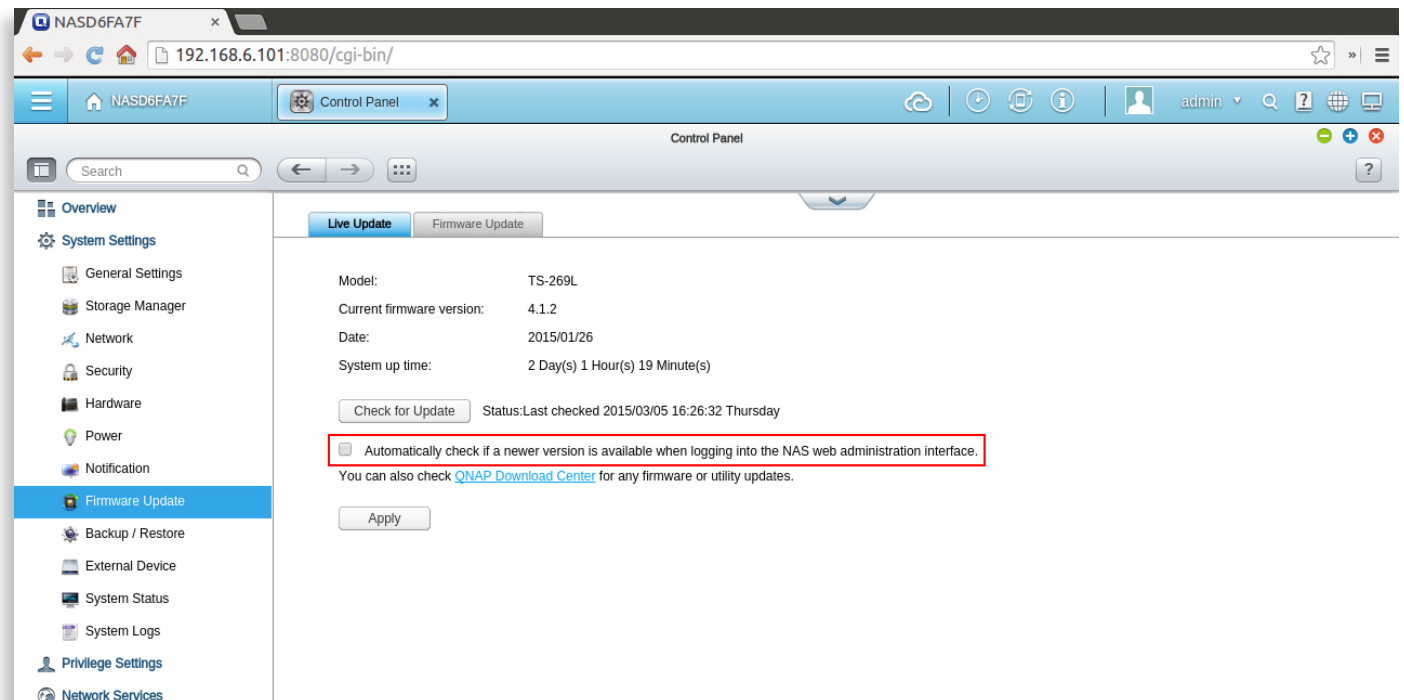 NASD6FA7F ×
192.168.6.101:8080/cgi-bin/ »
NASD6FA7F Control Panel × admin ?
Control Panel
Search ?
Overview
System Settings
General Settings
Storage Manager
Network
Security
Hardware
Power
Notification
Firmware Update
Backup / Restore
External Device
System Status
System Logs
Privilege Settings
Network Services
Live Update Firmware Update
Model: TS-269L
Current firmware version: 4.1.2
Date: 2015/01/26
System up time: 2 Day(s) 1 Hour(s) 19 Minute(s)
Check for Update Status:Last checked 2015/03/05 16:26:32 Thursday
Automatically check if a newer version is available when logging into the NAS web administration interface.
You can also check QNAP Download Center for any firmware or utility updates.
Apply